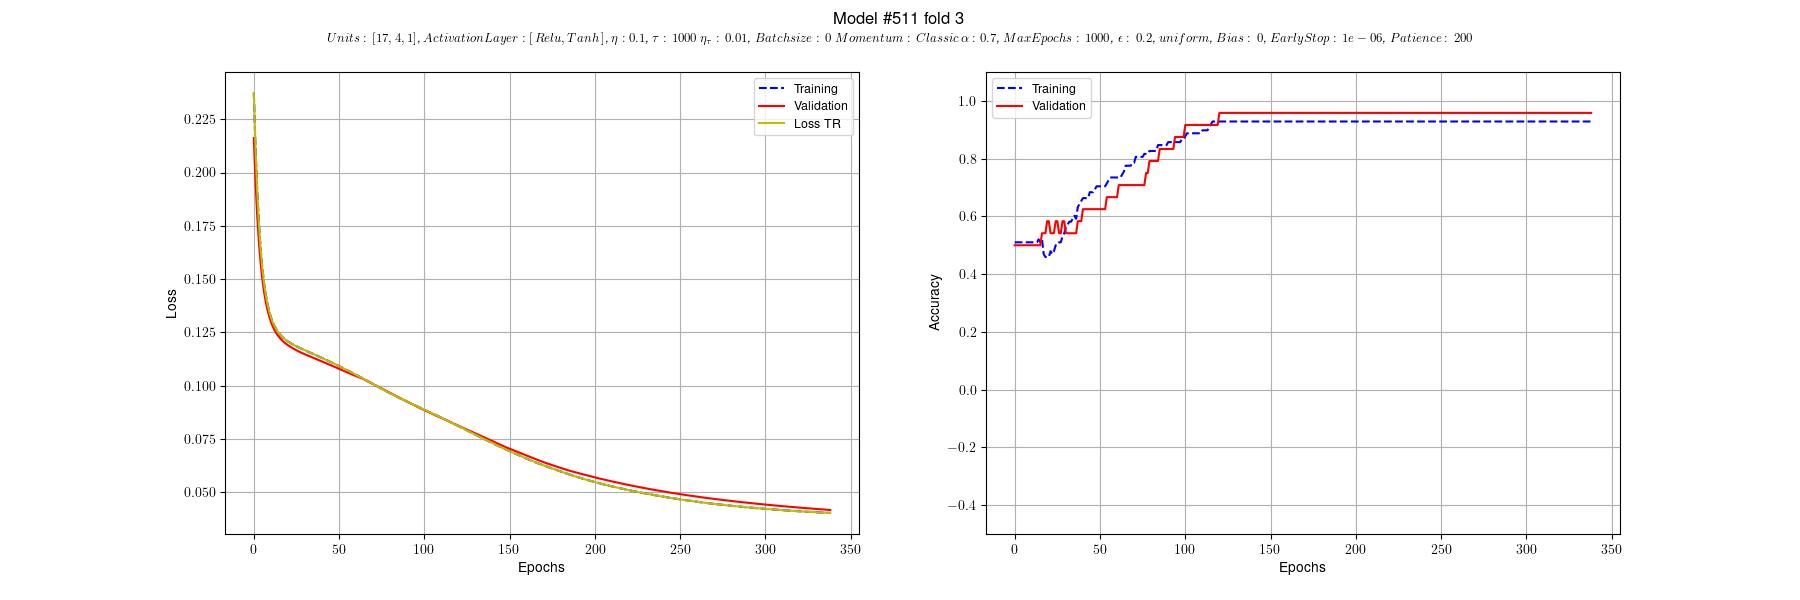 Model #511 fold 3
Units : [17, 4, 1], ActivationLayer : [ Relu, Tanh], η : 0.1, τ : 1000 ητ : 0.01, Batchsize : 0 Momentum : Classic α : 0.7, MaxEpochs : 1000, ϵ : 0.2, uniform, Bias : 0, EarlyStop : 1e − 06, Patience : 200
Training
Validation
Loss TR
0.225
0.200
0.175
0.150
0.125
0.100
0.075
0.050
Loss
0 50 100 150 200 250 300 350
Epochs
Training
Validation
1.0
0.8
0.6
0.4
0.2
0.0
−0.2
−0.4
Accuracy
0 50 100 150 200 250 300 350
Epochs